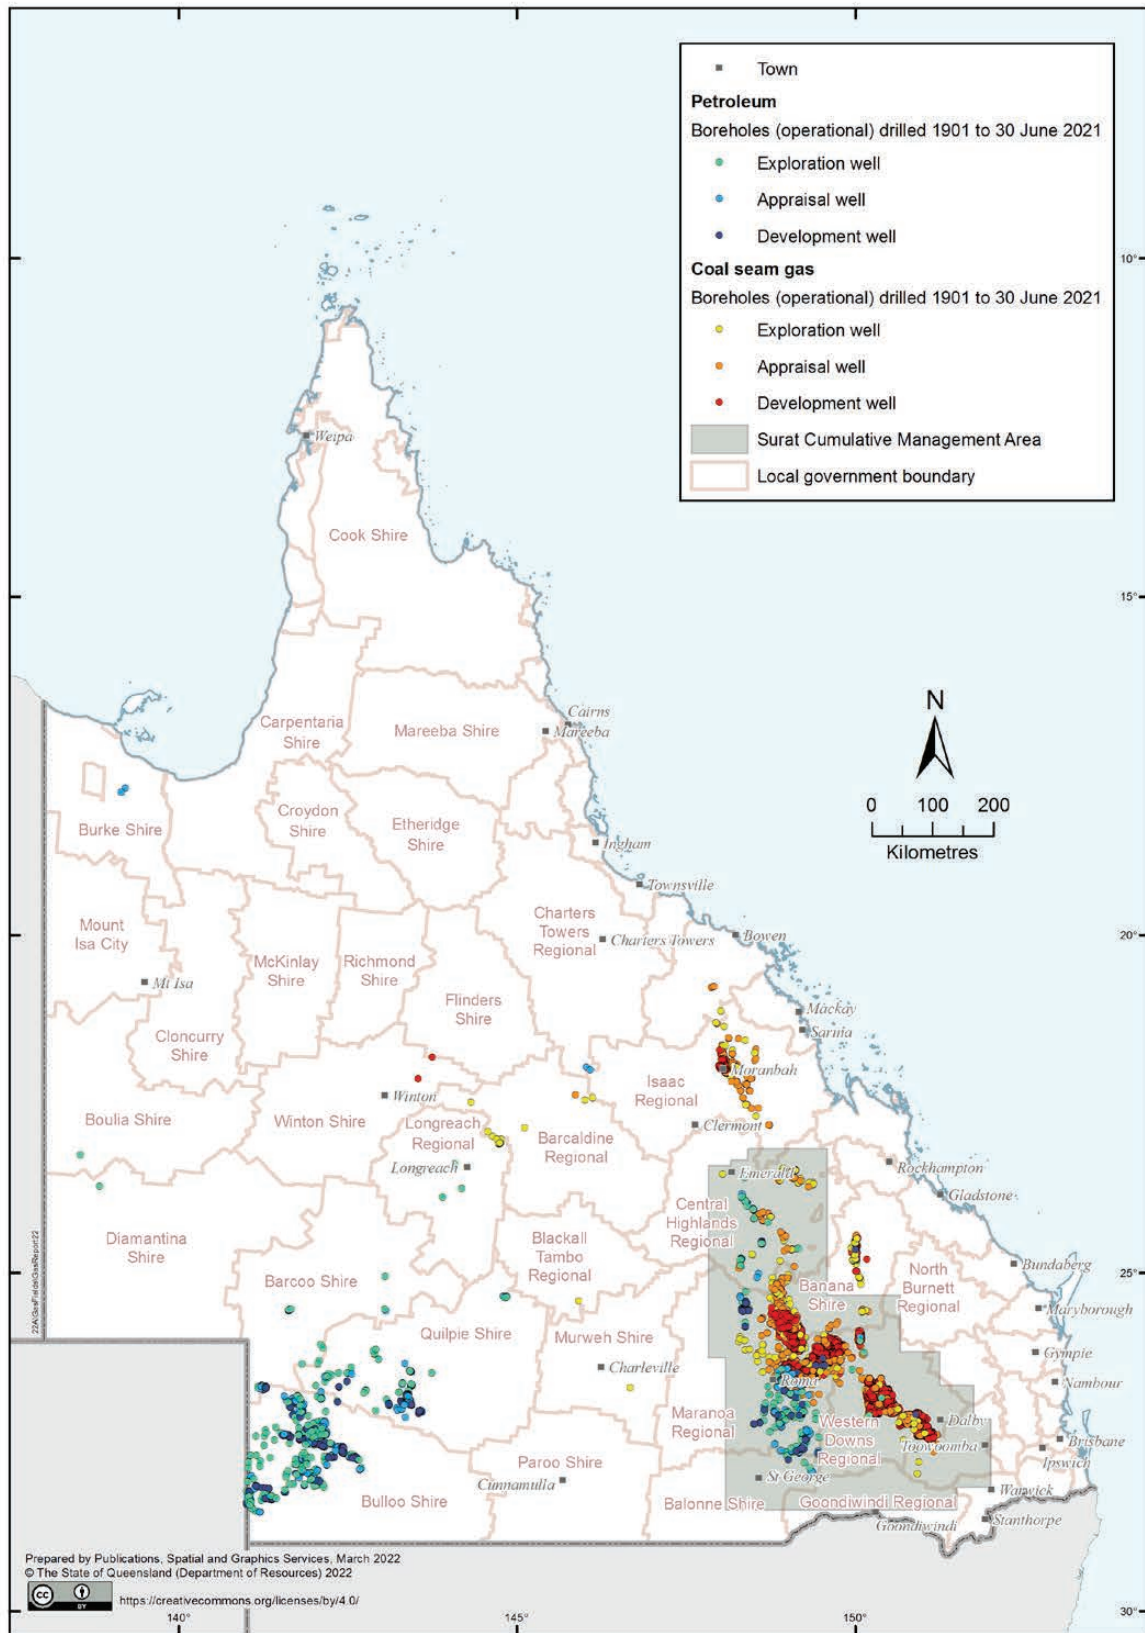 Town
Petroleum
Boreholes (operational) drilled 1901 to 30 June 2021
Exploration well
Appraisal well
Development well
Coal seam gas
Boreholes (operational) drilled 1901 to 30 June 2021
Exploration well
Appraisal well
Development well
Surat Cumulative Management Area
Local government boundary
10°
Weipa
Cook Shire
15°
Carpentaria
Shire
Mareeba Shire
Cairns
Mareeba
N
0 100 200
Kilometres
Burke Shire
Croydon
Shire
Etheridge
Shire
Ingham
Townsville
Mount
Isa City
Mt Isa
McKinlay
Shire
Richmond
Shire
Charters
Towers
Regional
Charters Towers
Bowen
20°
Flinders
Shire
Cloncurry
Shire
Mackay
Sarina
Moranbah
Isaac
Regional
Boulia Shire
Winton Shire
Winton
Longreach
Regional
Longreach
Barcaldine
Regional
Clermont
Emerald
Rockhampton
Gladstone
Diamantina
Shire
Central
Highlands
Regional
Blackall
Tambo
Regional
Barcoo Shire
Banana
Shire
North
Burnett
Regional
Bundaberg
25°
Maryborough
Quilpie Shire
Murweh Shire
Charleville
Roma
Gympie
Nambour
Maranoa
Regional
Western
Downs
Regional
Dalby
Toowoomba
Brisbane
Ipswich
Paroo Shire
Cunnamulla
St George
Warwick
Bulloo Shire
Balonne Shire
Goondiwindi Regional
Goondiwindi
Stanthorpe
Prepared by Publications, Spatial and Graphics Services, March 2022
© The State of Queensland (Department of Resources) 2022
cc BY
https://creativecommons.org/licenses/by/4.0/
30°
140° 145° 150°